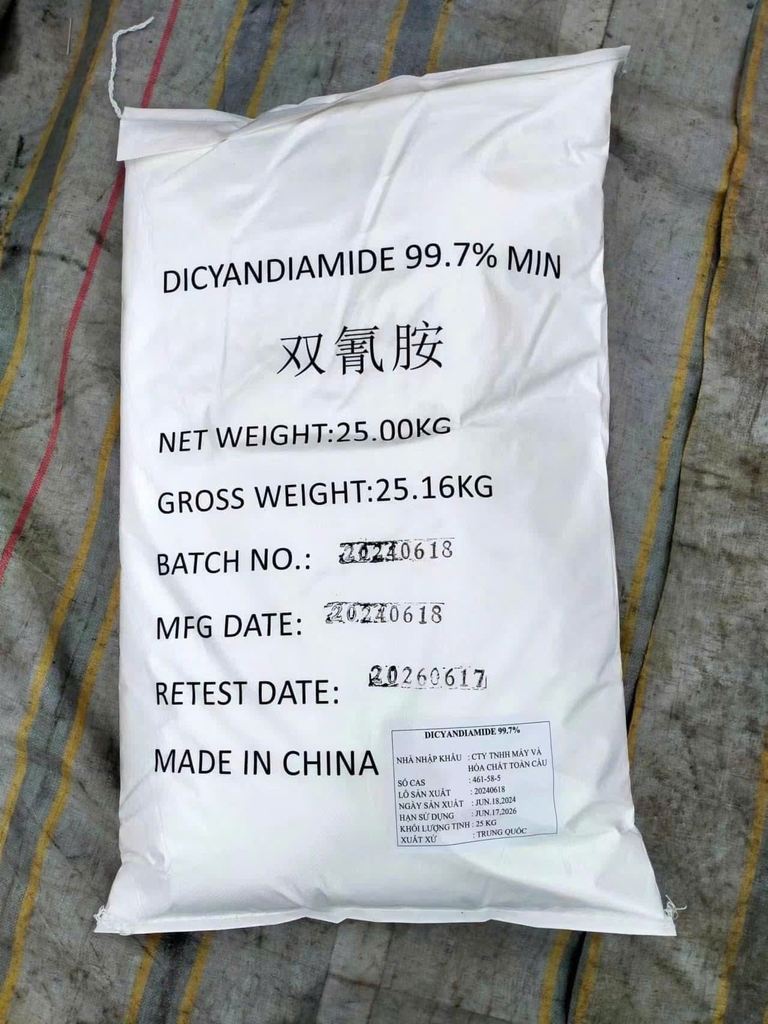 DICYANDIAMIDE 99.7% MIN
双氰胺
NET WEIGHT:25.00KG
GROSS WEIGHT:25.16KG
BATCH NO.: 20240618
MFG DATE: 20240618
RETEST DATE: 20260617
MADE IN CHINA
DICYANDIAMIDE 99.7%
NHÀ NHẬP KHẨU : CTY TNHH MÁY VÀ
HÓA CHẤT TOÀN CẦU
SỐ CAS : 461-58-5
LÔ SẢN XUẤT : 20240618
NGÀY SẢN XUẤT : JUN.18,2024
HẠN SỬ DỤNG : JUN.17,2026
KHỐI LƯỢNG TỊNH : 25 KG
XUẤT XỨ : TRUNG QUỐC